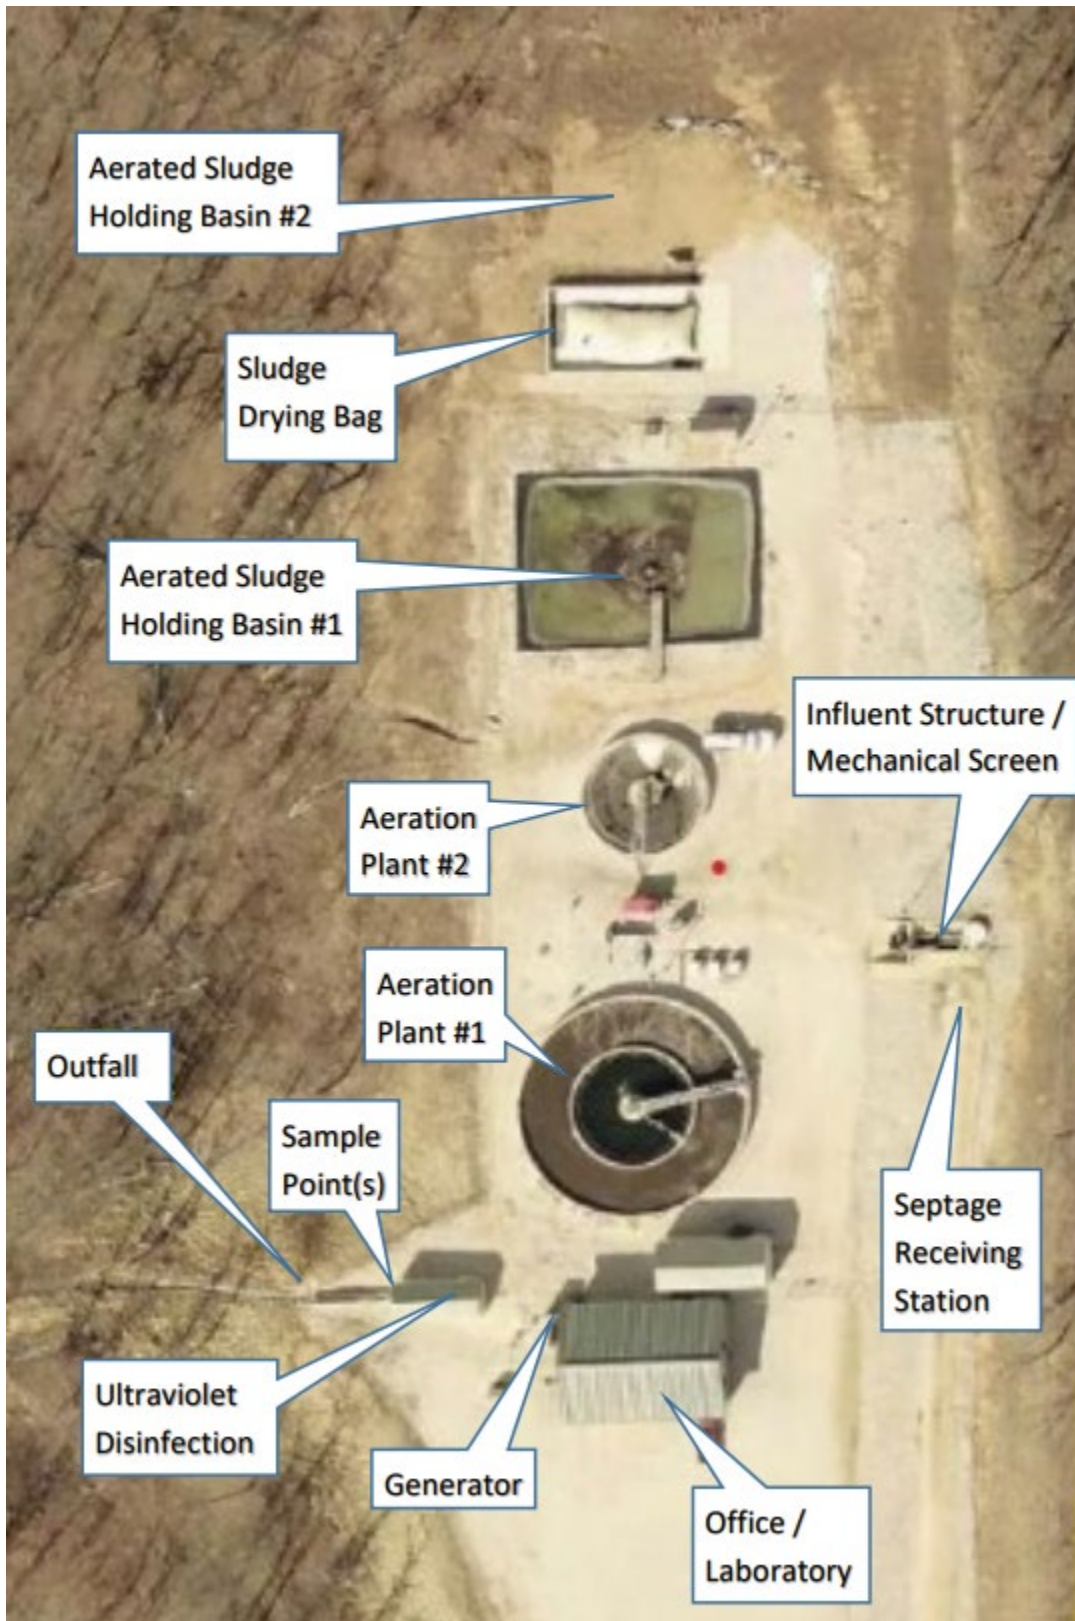 Aerated Sludge
Holding Basin #2
Sludge
Drying Bag
Aerated Sludge
Holding Basin #1
Influent Structure /
Mechanical Screen
Aeration
Plant #2
Aeration
Plant #1
Outfall
Sample
Point(s)
Septage
Receiving
Station
Ultraviolet
Disinfection
Generator
Office /
Laboratory